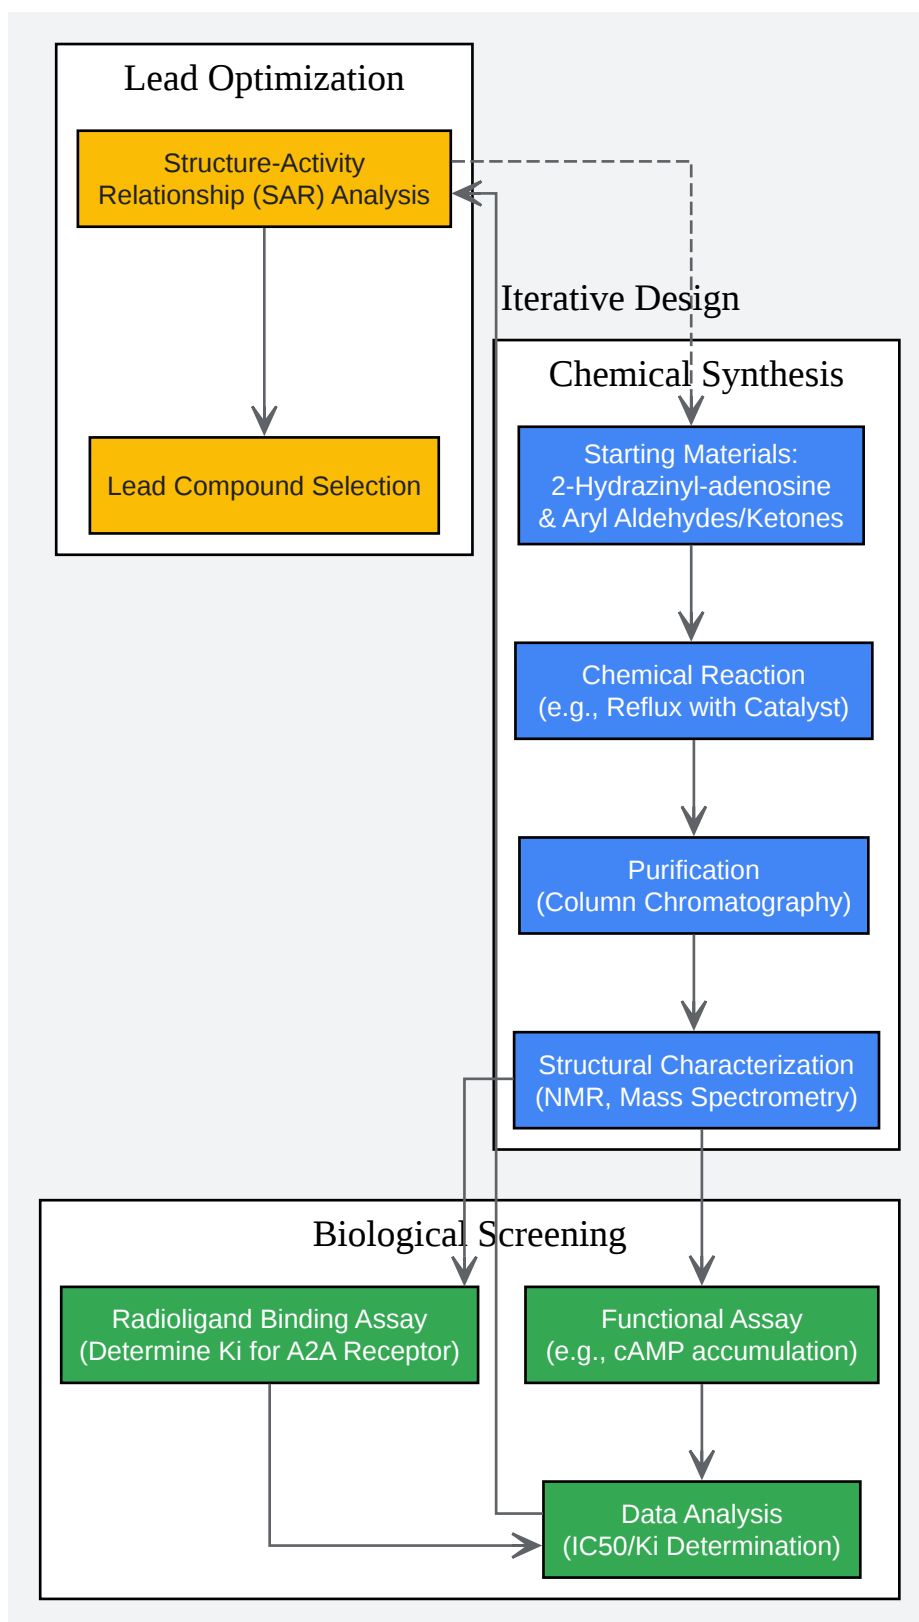 Lead Optimization
Structure-Activity
Relationship (SAR) Analysis
Lead Compound Selection
Iterative Design
Chemical Synthesis
Starting Materials:
2-Hydrazinyl-adenosine
& Aryl Aldehydes/Ketones
Chemical Reaction
(e.g., Reflux with Catalyst)
Purification
(Column Chromatography)
Structural Characterization
(NMR, Mass Spectrometry)
Biological Screening
Radioligand Binding Assay
(Determine Ki for A2A Receptor)
Functional Assay
(e.g., cAMP accumulation)
Data Analysis
(IC50/Ki Determination)